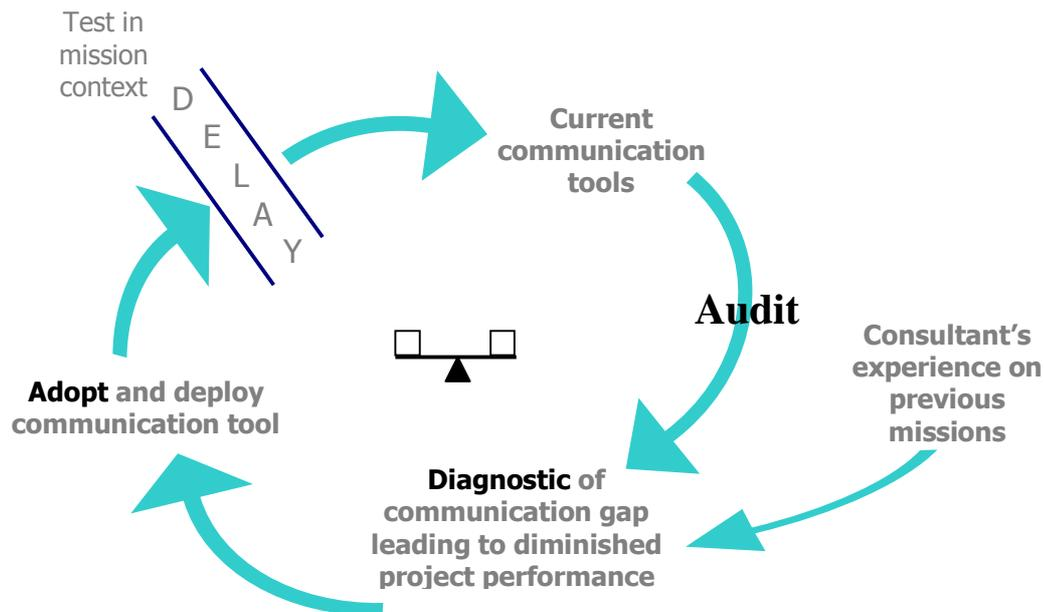 Test in
mission
context
D
E
L
A
Y
Current
communication
tools
Audit
Consultant’s
experience on
previous
missions
Adopt and deploy
communication tool
Diagnostic of
communication gap
leading to diminished
project performance